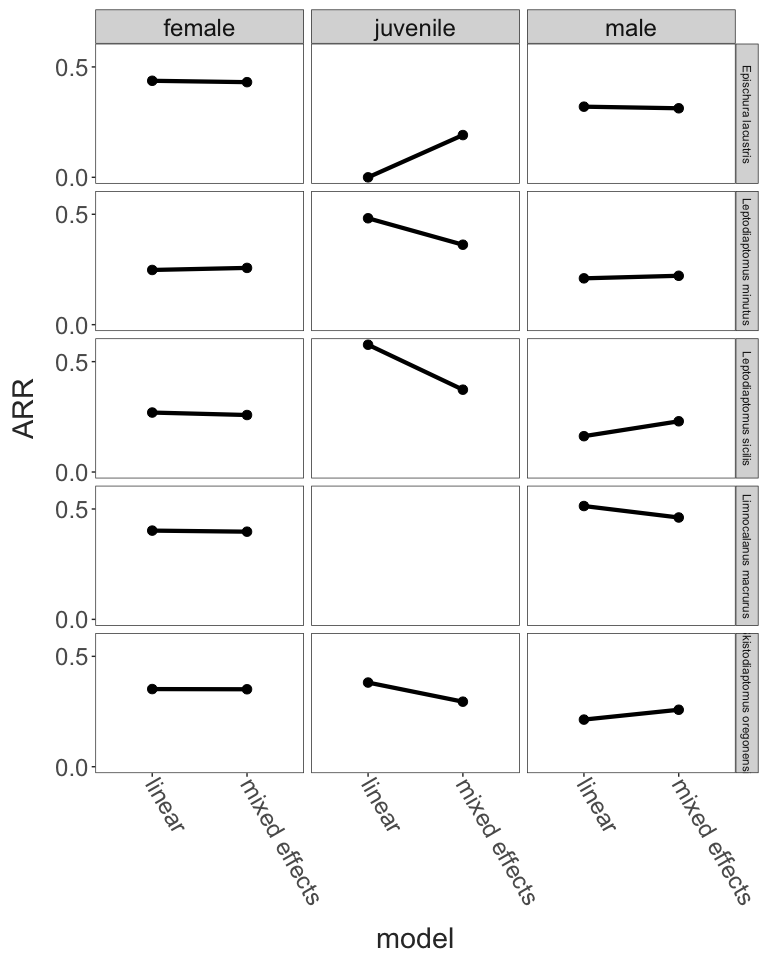 female juvenile male
0.5
0.0
Epischura lacustris
0.5
0.0
Leptodiaptomus minutus
ARR
0.5
0.0
Leptodiaptomus sicilis
0.5
0.0
Limnocalanus macrurus
0.5
0.0
kistodiaptomus oregonens
linear mixed effects linear mixed effects linear mixed effects
model